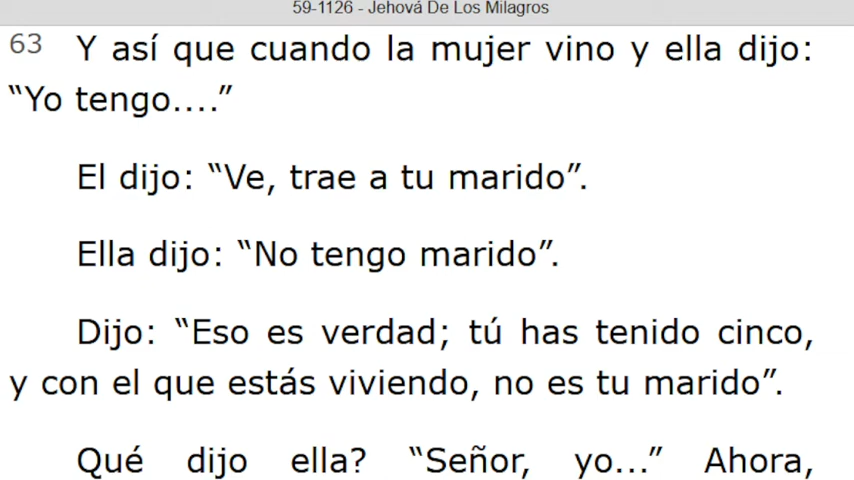 59-1126 - Jehová De Los Milagros
63 Y así que cuando la mujer vino y ella dijo:
“Yo tengo....”
El dijo: “Ve, trae a tu marido”.
Ella dijo: “No tengo marido”.
Dijo: “Eso es verdad; tú has tenido cinco,
y con el que estás viviendo, no es tu marido”.
Qué dijo ella? “Señor, yo...” Ahora,